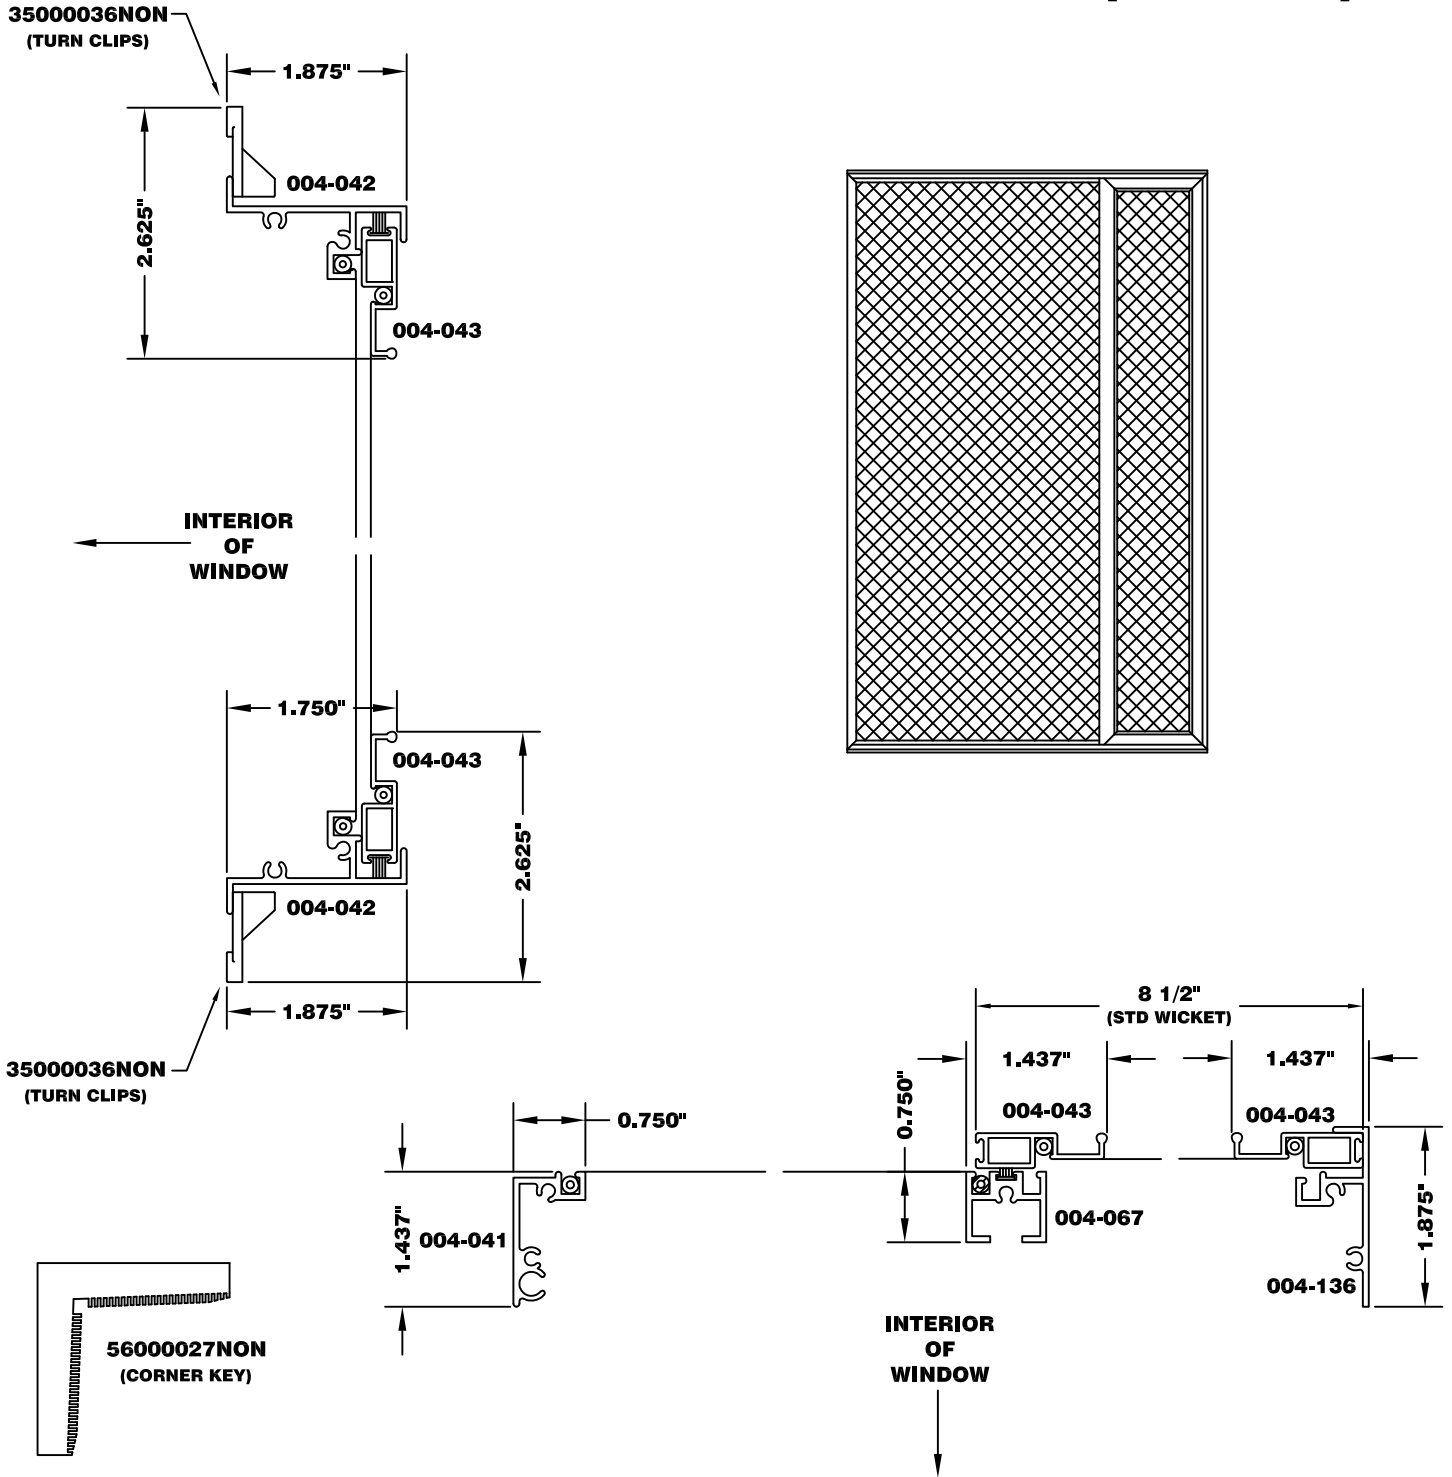 35000036NON
(TURN CLIPS)
1.875"
004-042
2.625"
004-043
INTERIOR
OF
WINDOW
1.750"
004-043
2.625"
004-042
1.875"
35000036NON
(TURN CLIPS)
8 1/2"
(STD WICKET)
1.437"
1.437"
0.750"
004-043
004-043
0.750"
1.437"
004-041
004-067
1.875"
004-136
56000027NON
(CORNER KEY)
INTERIOR
OF
WINDOW